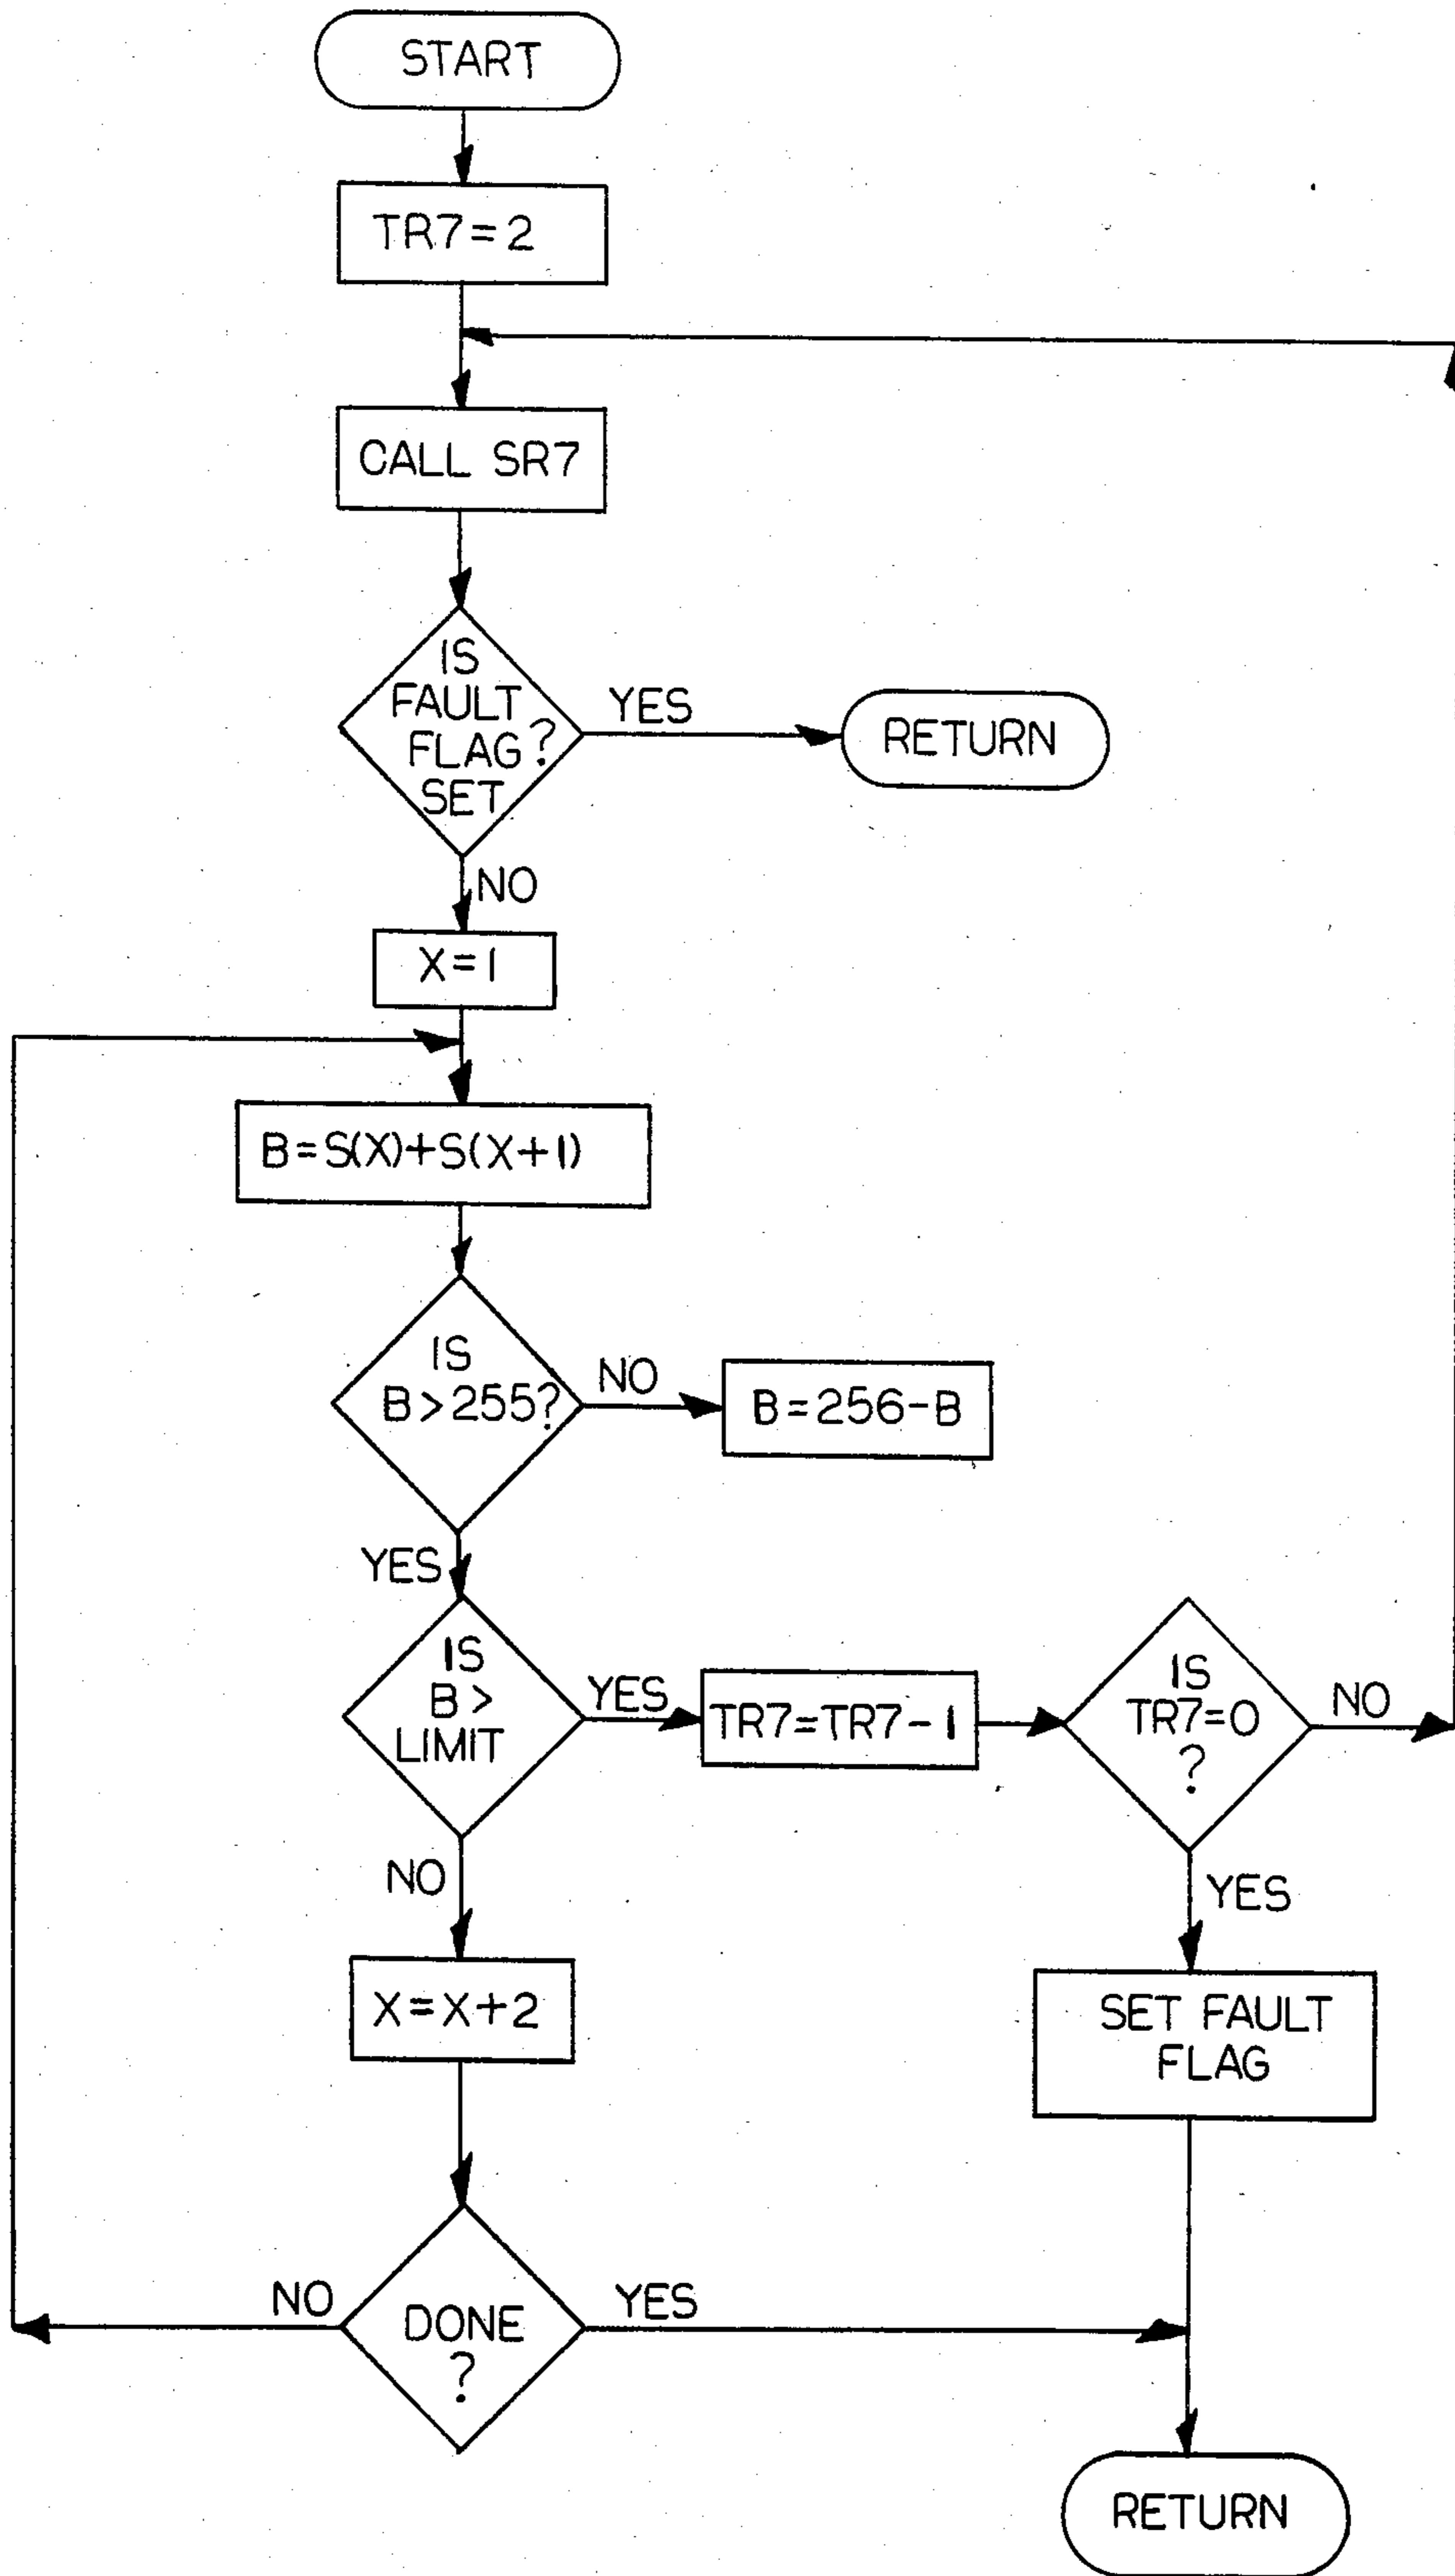 START
TR7=2
CALL SR7
IS
FAULT
FLAG?
SET
YES
RETURN
NO
X=1
B=S(X)+S(X+1)
IS
B>255?
NO
B=256-B
YES
IS
B>
LIMIT
YES
TR7=TR7-1
IS
TR7=0
?
NO
NO
YES
X=X+2
SET FAULT
FLAG
NO
DONE
?
YES
RETURN